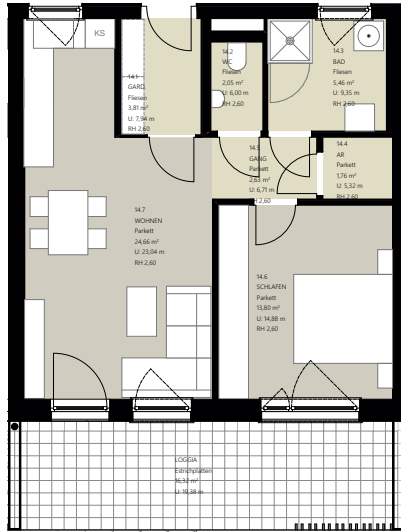 KS
14.1
GARD.
Fliesen
3,81 m²
U: 7,94 m
RH 2,60
14.2
WC
Fliesen
2,05 m²
U: 6,00 m
RH 2,60
14.3
BAD
Fliesen
5,46 m²
U: 9,35 m
RH 2,60
14.4
AR
Parkett
1,76 m²
U: 5,32 m
RH 2,60
14.5
GANG
Parkett
2,63 m²
U: 6,71 m
RH 2,60
14.7
WOHNEN
Parkett
24,66 m²
U: 23,04 m
RH 2,60
14.6
SCHLAFEN
Parkett
13,80 m²
U: 14,88 m
RH 2,60
LOGGIA
Estrichplatten
16,32 m²
U: 19,38 m